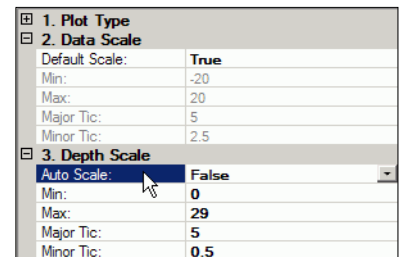 1. Plot Type
2. Data Scale
Default Scale: True
Min: -20
Max: 20
Major Tic: 5
Minor Tic: 2.5
3. Depth Scale
Auto Scale: False
Min: 0
Max: 29
Major Tic: 5
Minor Tic: 0.5